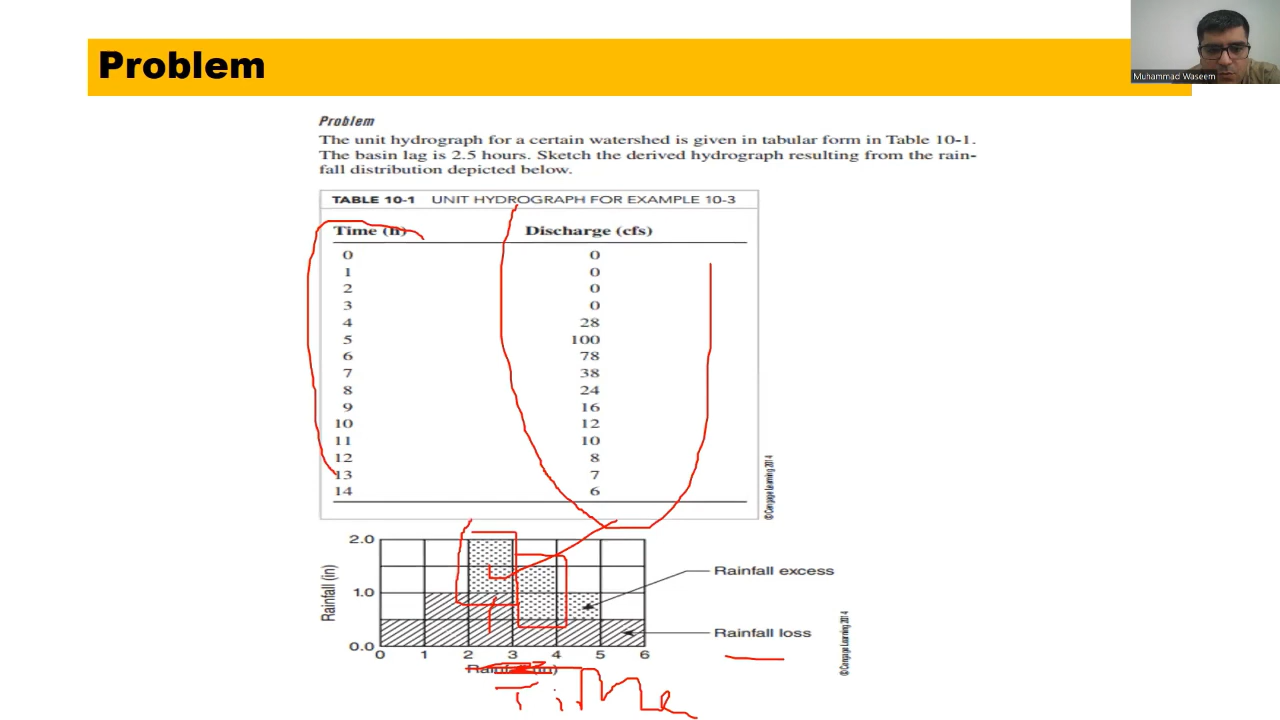 Problem
Muhammad Waseem
Problem
The unit hydrograph for a certain watershed is given in tabular form in Table 10-1.
The basin lag is 2.5 hours. Sketch the derived hydrograph resulting from the rain-
fall distribution depicted below.
TABLE 10-1 UNIT HYDROGRAPH FOR EXAMPLE 10-3
Time (h) Discharge (cfs)
0 0
1 0
2 0
3 0
4 28
5 100
6 78
7 38
8 24
9 16
10 12
11 10
12 8
13 7
14 6
© Cengage Learning 2014
2.0
1.0
0.0
Rainfall (in)
0 1 2 3 4 5 6
Rainfall (in)
Rainfall excess
Rainfall loss
© Cengage Learning 2014
Time